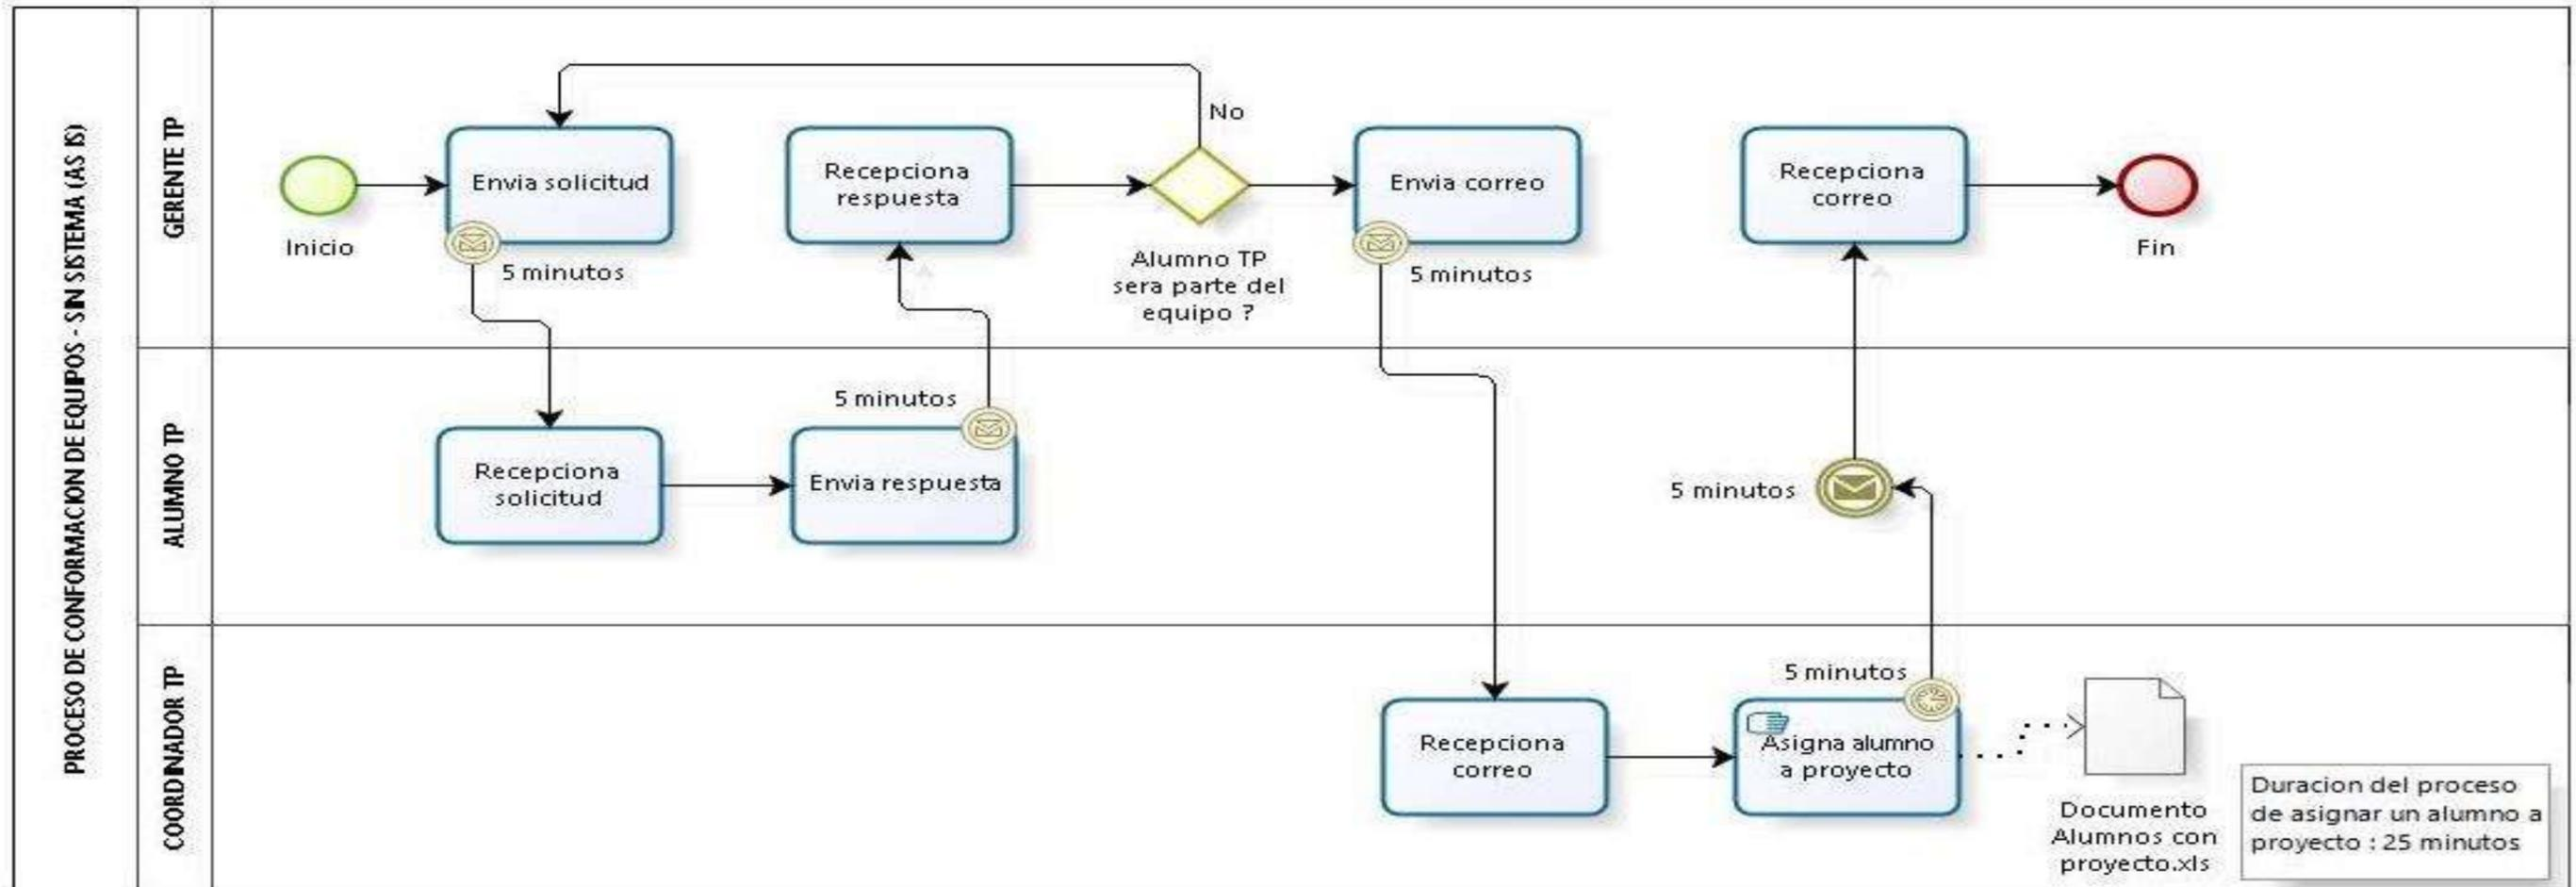 PROCESO DE CONFORMACION DE EQUIPOS - SIN SISTEMA (AS IS)
GERENTE TP
Inicio
Envia solicitud
5 minutos
Recepciona
respuesta
No
Alumno TP
sera parte del
equipo ?
Envia correo
5 minutos
Recepciona
correo
Fin
ALUMNO TP
Recepciona
solicitud
5 minutos
Envia respuesta
5 minutos
COORDINADOR TP
Recepciona
correo
5 minutos
Asigna alumno
a proyecto
Documento
Alumnos con
proyecto.xls
Duracion del proceso
de asignar un alumno a
proyecto : 25 minutos